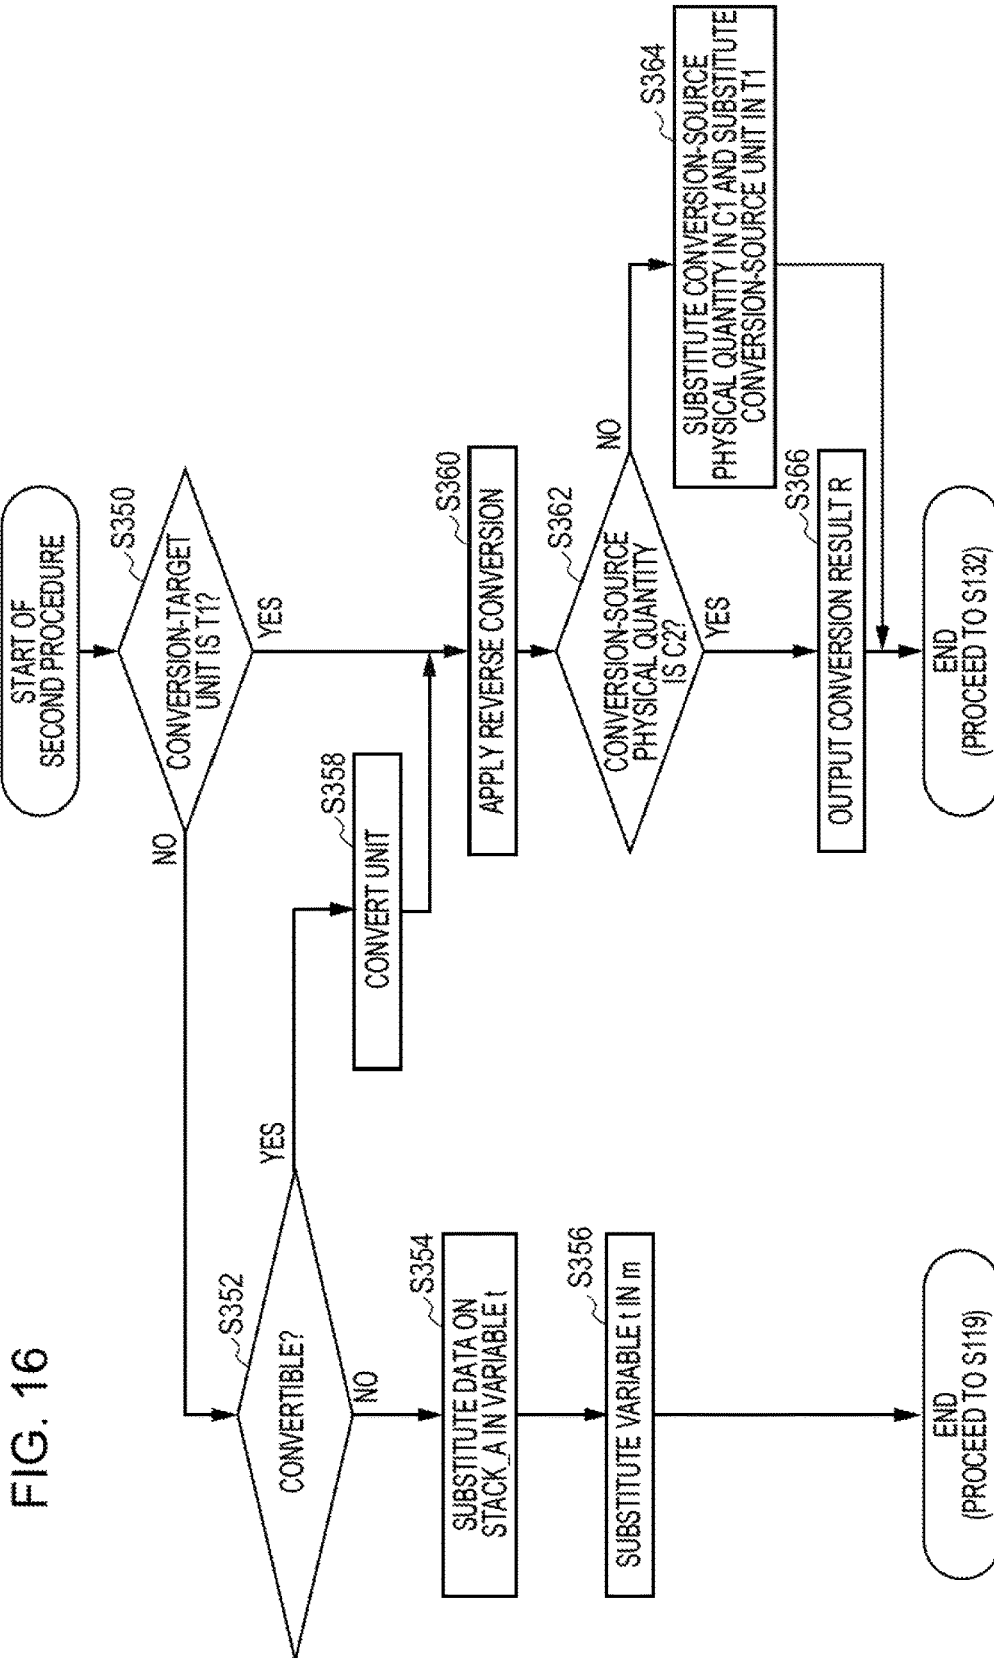 FIG. 16
START OF
SECOND PROCEDURE
S350
CONVERSION-TARGET
UNIT IS T1?
NO
YES
S352
CONVERTIBLE?
YES
NO
S358
CONVERT UNIT
S354
SUBSTITUTE DATA ON
STACK_A IN VARIABLE t
S356
SUBSTITUTE VARIABLE t IN m
END
(PROCEED TO S119)
S360
APPLY REVERSE CONVERSION
S362
CONVERSION-SOURCE
PHYSICAL QUANTITY
IS C2?
NO
YES
S364
SUBSTITUTE CONVERSION-SOURCE
PHYSICAL QUANTITY IN C1 AND SUBSTITUTE
CONVERSION-SOURCE UNIT IN T1
S366
OUTPUT CONVERSION RESULT R
END
(PROCEED TO S132)